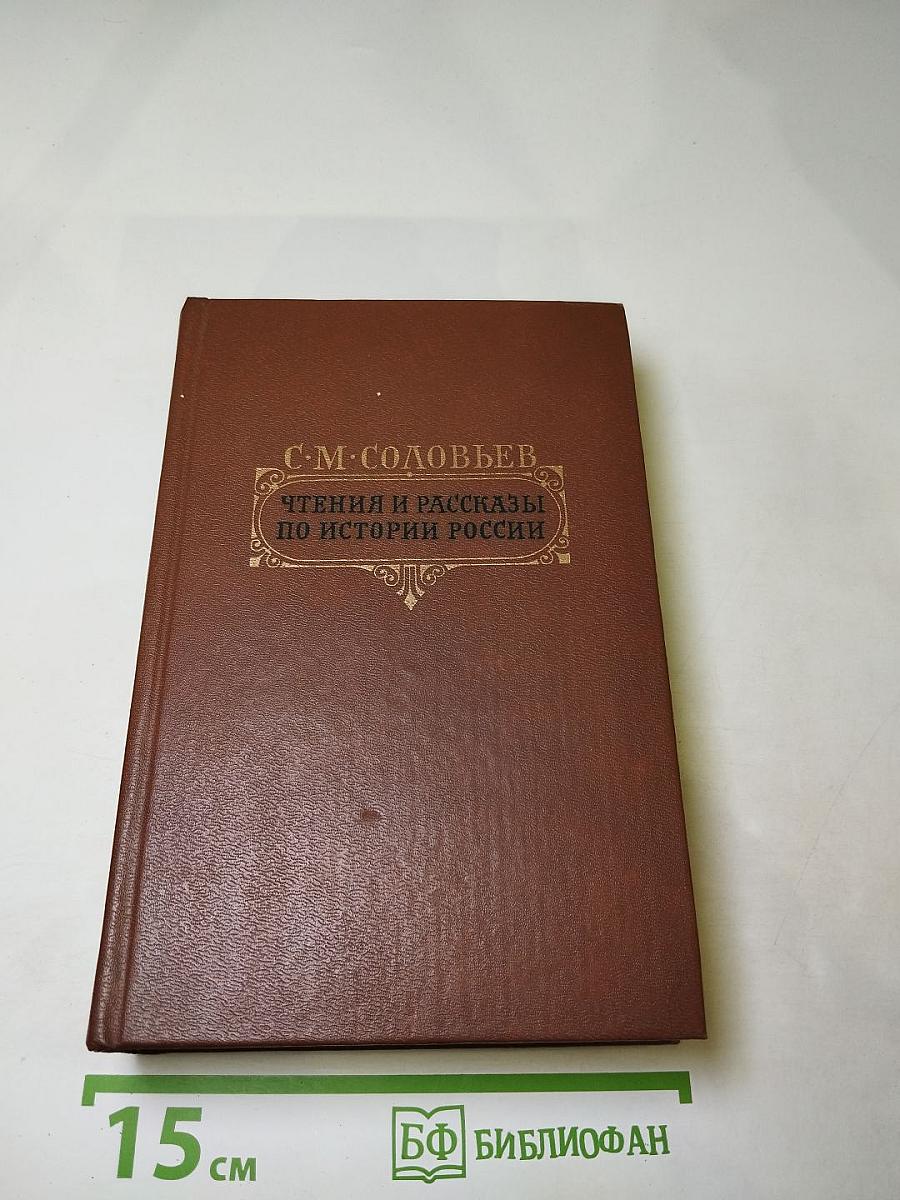 С·М·СОЛОВЬЕВ
ЧТЕНИЯ И РАССКАЗЫ
ПО ИСТОРИИ РОССИИ
15 см
БФ БИБЛИОФАН